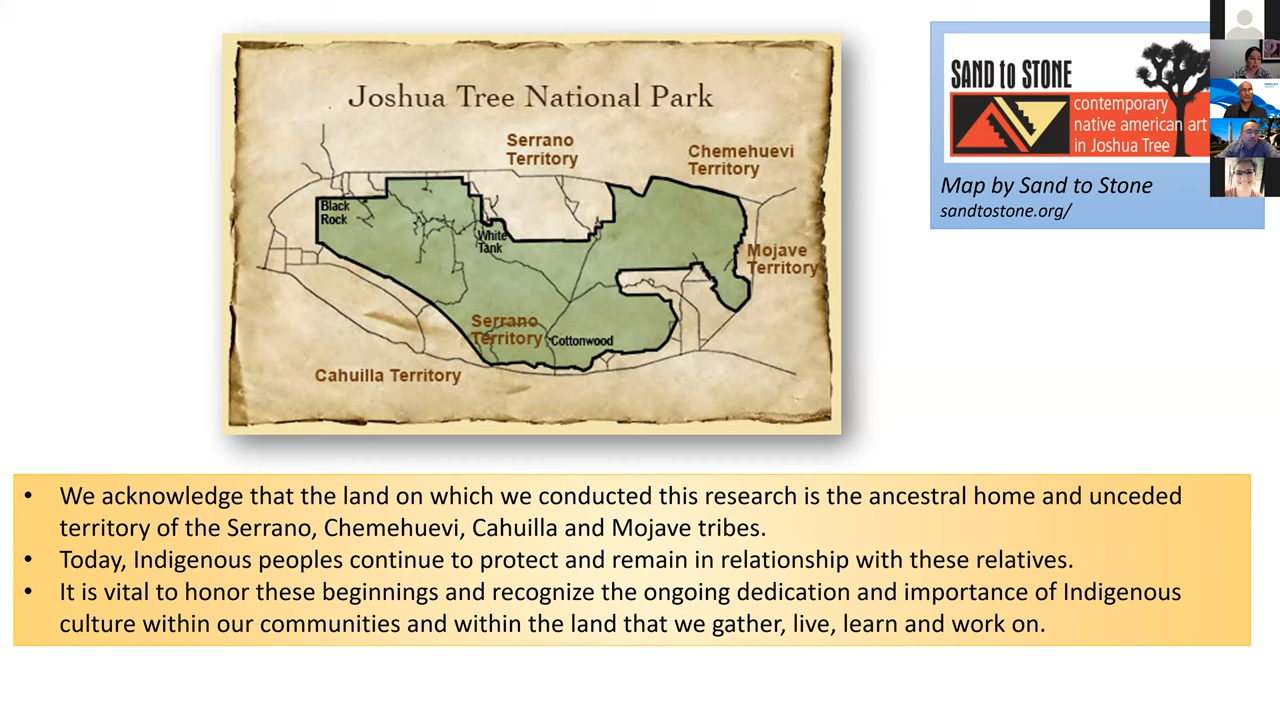 Joshua Tree National Park
Serrano
Territory
Chemehuevi
Territory
Black
Rock
White
Tank
Mojave
Territory
Serrano
Territory
Cottonwood
Cahuilla Territory
SAND to STONE
contemporary
native american art
in Joshua Tree
Map by Sand to Stone
sandtostone.org/
• We acknowledge that the land on which we conducted this research is the ancestral home and unceded
territory of the Serrano, Chemehuevi, Cahuilla and Mojave tribes.
• Today, Indigenous peoples continue to protect and remain in relationship with these relatives.
• It is vital to honor these beginnings and recognize the ongoing dedication and importance of Indigenous
culture within our communities and within the land that we gather, live, learn and work on.